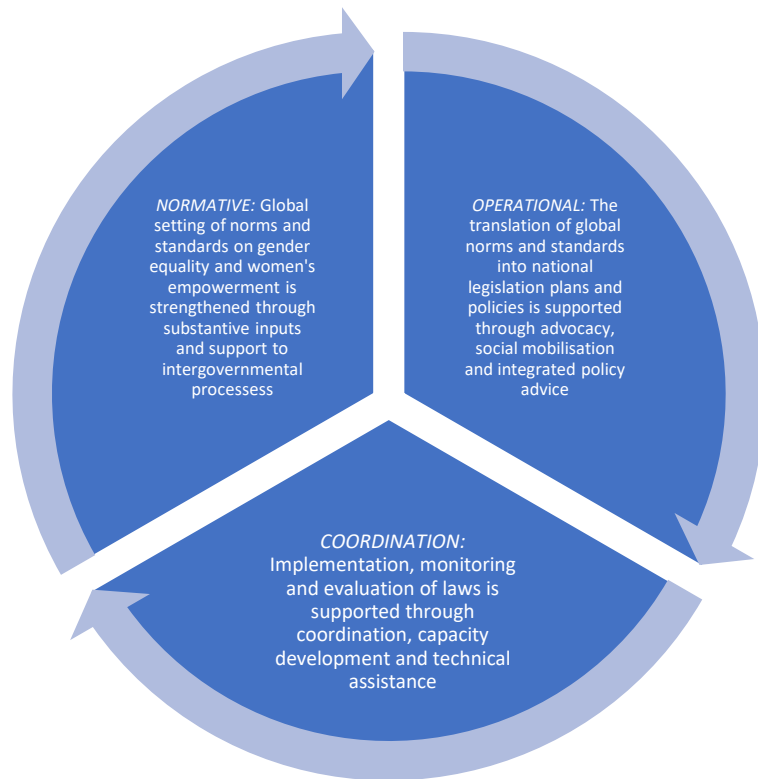 NORMATIVE: Global
setting of norms and
standards on gender
equality and women's
empowerment is
strengthened through
substantive inputs
and support to
intergovernmental
processess
OPERATIONAL: The
translation of global
norms and standards
into national
legislation plans and
policies is supported
through advocacy,
social mobilisation
and integrated policy
advice
COORDINATION:
Implementation, monitoring
and evaluation of laws is
supported through
coordination, capacity
development and technical
assistance